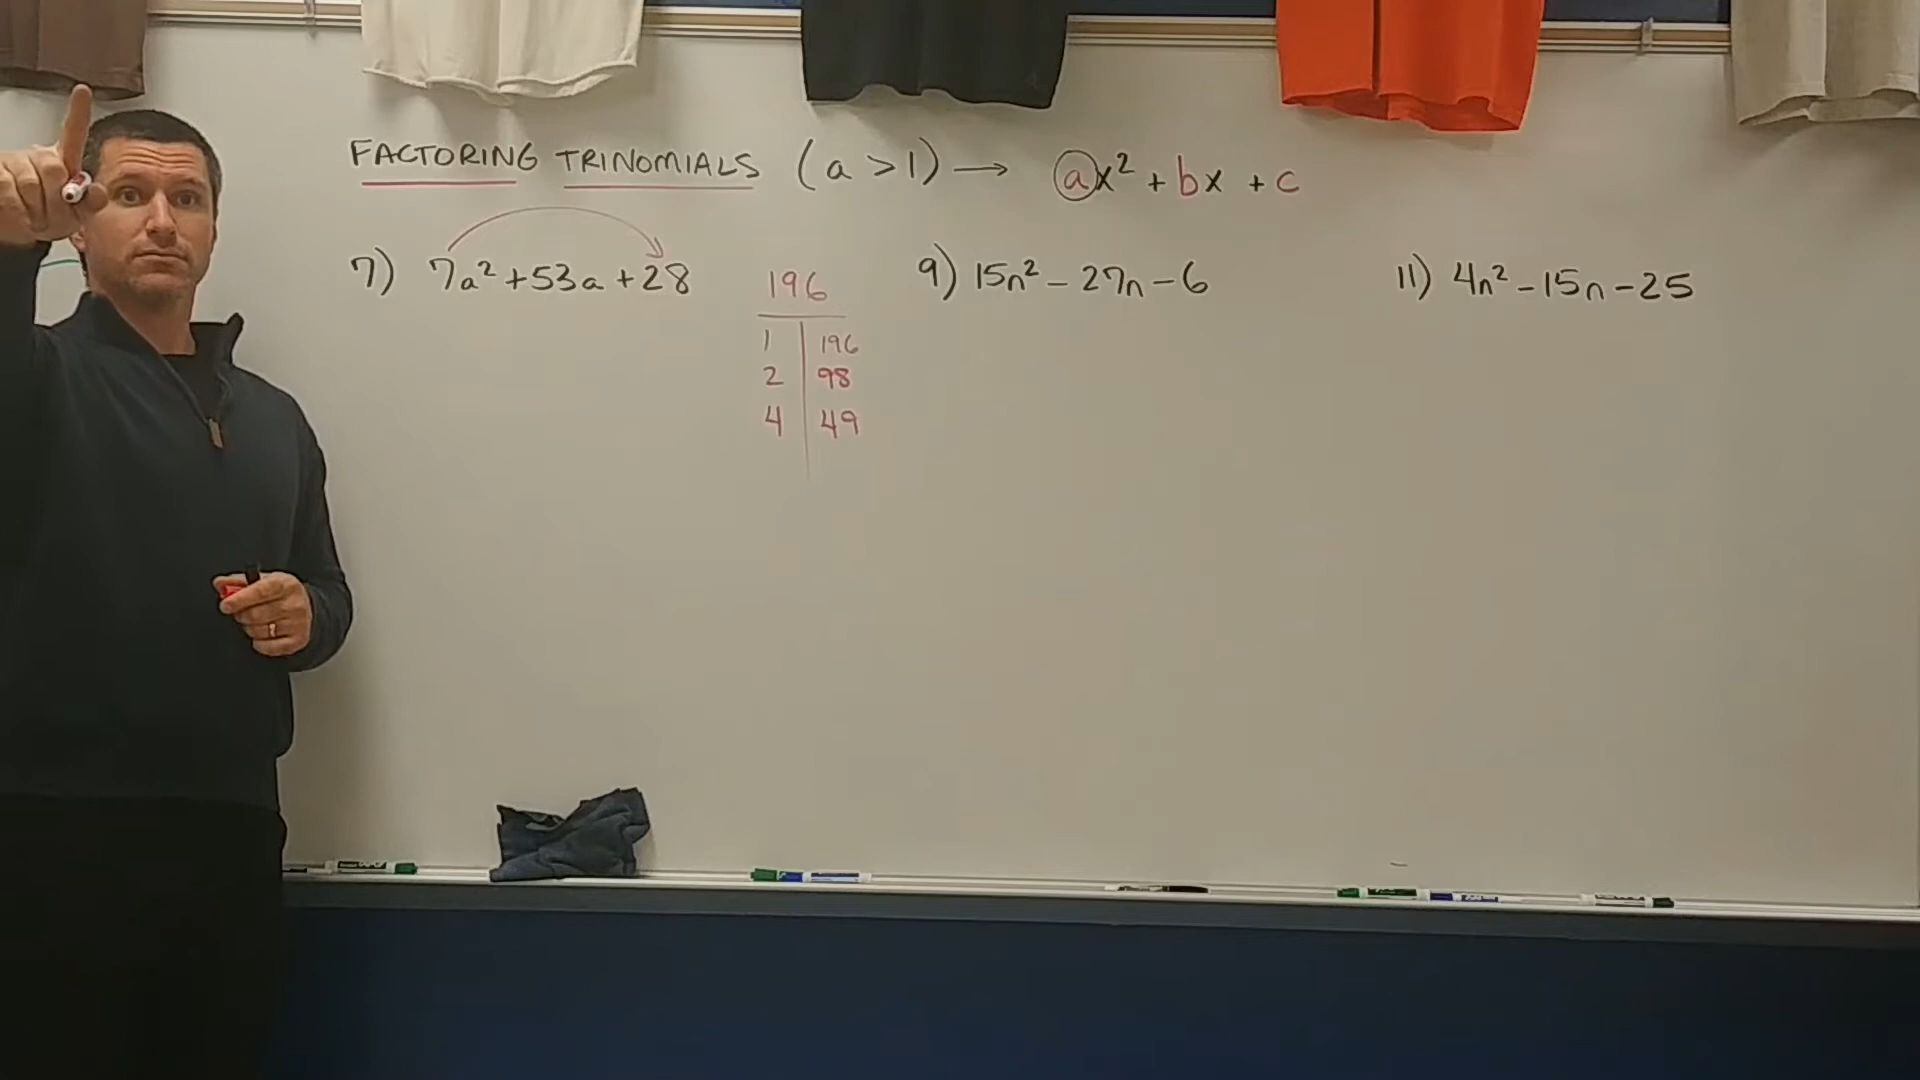 FACTORING TRINOMIALS (a > 1) → ax² + bx + c
7) 7a² + 53a + 28
196
1 | 196
2 | 98
4 | 49
9) 15n² - 27n - 6
11) 4n² - 15n - 25